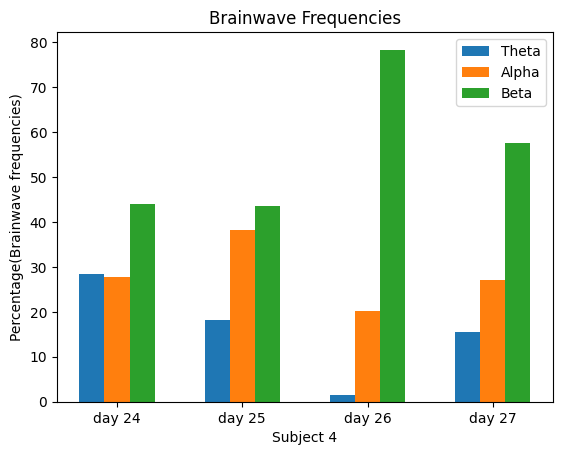 Brainwave Frequencies
Theta
Alpha
Beta
Percentage(Brainwave frequencies)
80
70
60
50
40
30
20
10
0
day 24 day 25 day 26 day 27
Subject 4